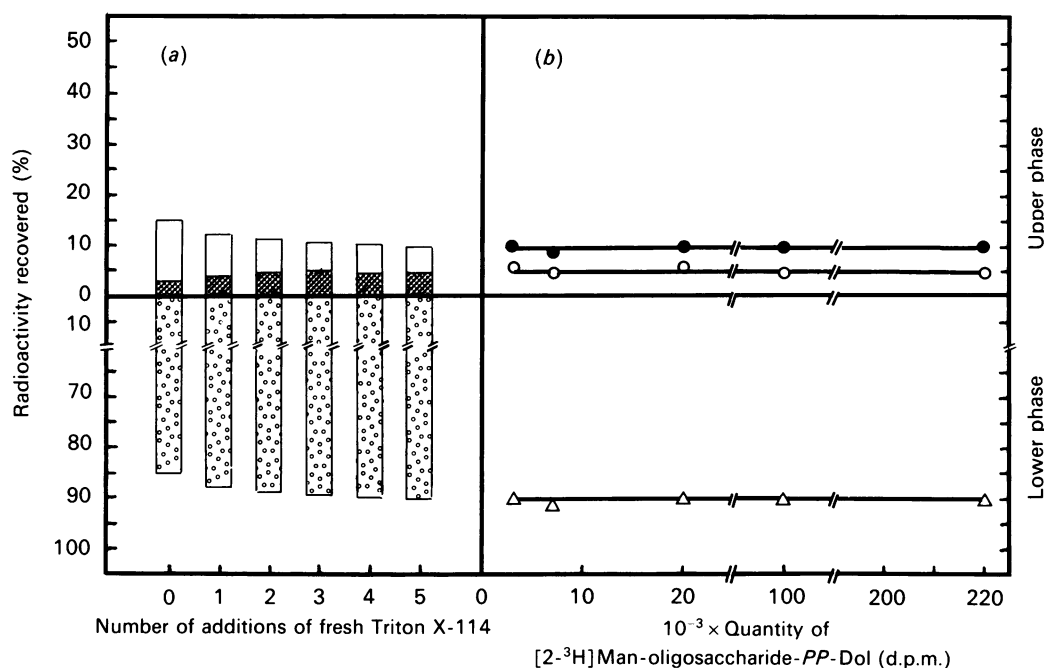 (a)
(b)
50
40
30
20
10
0
10
70
80
90
100
Radioactivity recovered (%)
Upper phase
Lower phase
0 1 2 3 4 5
0 10 20 100 200 220
Number of additions of fresh Triton X-114
10⁻³ × Quantity of
[2-³H]Man-oligosaccharide-PP-Dol (d.p.m.)